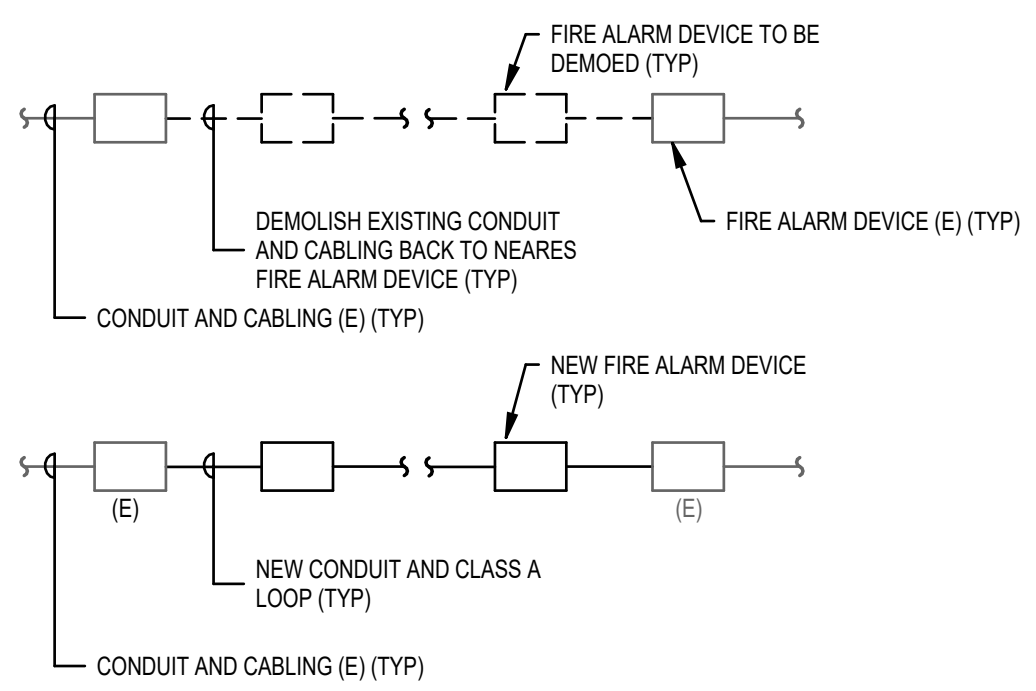 FIRE ALARM DEVICE TO BE
DEMOED (TYP)
FIRE ALARM DEVICE (E) (TYP)
DEMOLISH EXISTING CONDUIT
AND CABLING BACK TO NEARES
FIRE ALARM DEVICE (TYP)
CONDUIT AND CABLING (E) (TYP)
NEW FIRE ALARM DEVICE
(TYP)
(E)
(E)
NEW CONDUIT AND CLASS A
LOOP (TYP)
CONDUIT AND CABLING (E) (TYP)